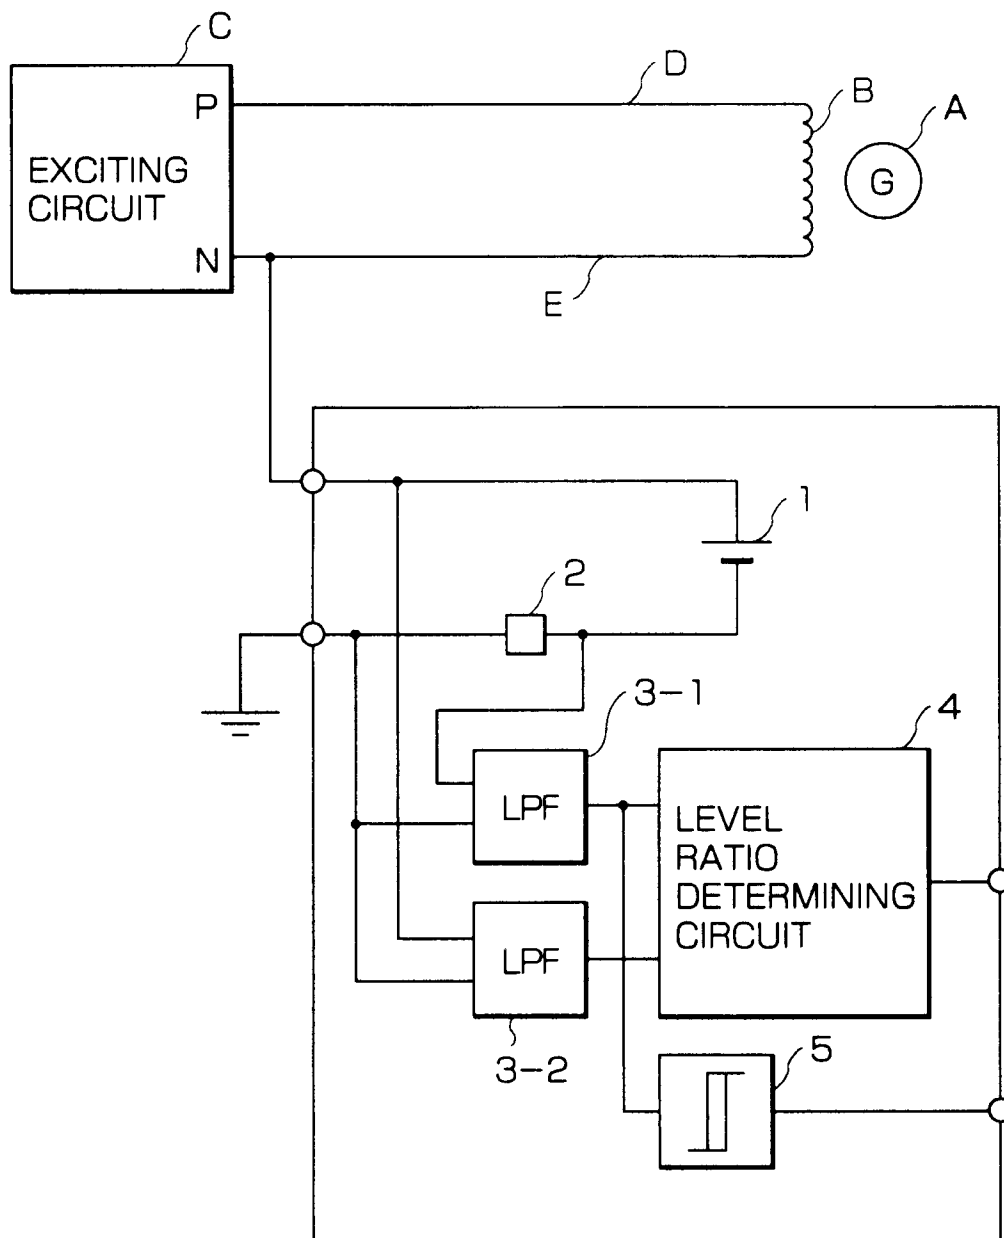 C
D
B
A
P
EXCITING
CIRCUIT
G
N
E
1
2
3-1
4
LPF
LEVEL
RATIO
DETERMINING
CIRCUIT
LPF
3-2
5